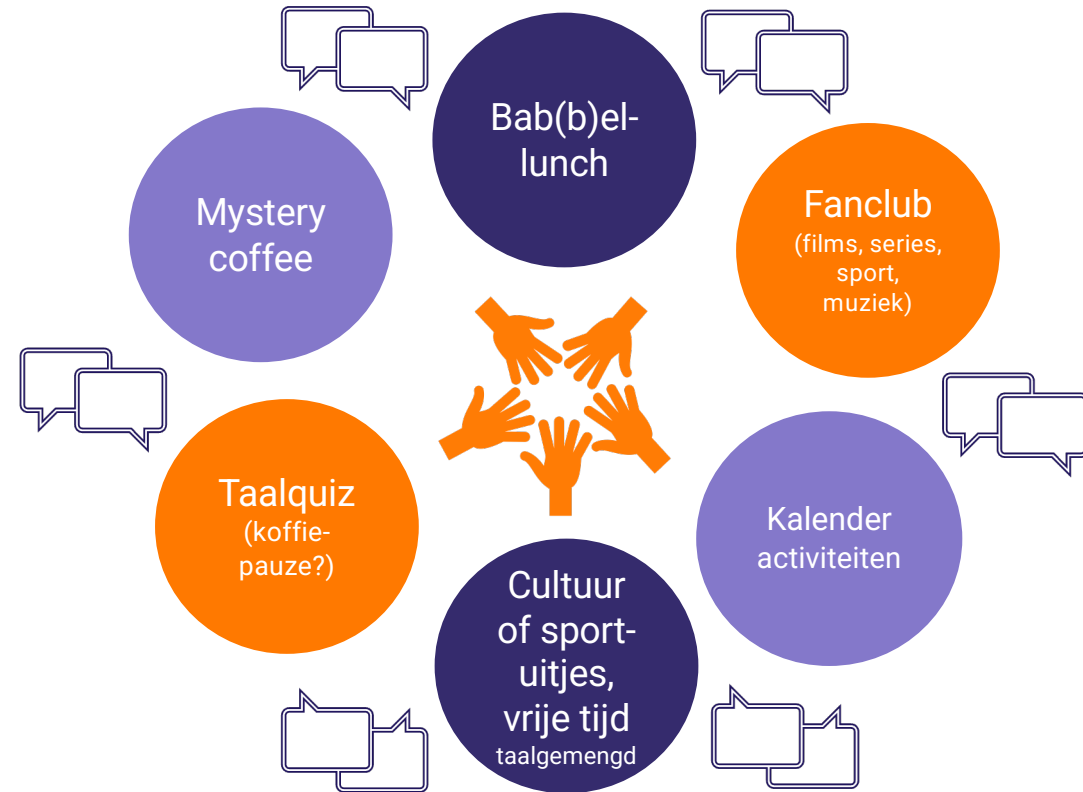 Bab(b)el-
lunch
Mystery
coffee
Fanclub
(films, series,
sport,
muziek)
Taalquiz
(koffie-
pauze?)
Kalender
activiteiten
Cultuur
of sport-
uitjes,
vrije tijd
taalgemengd